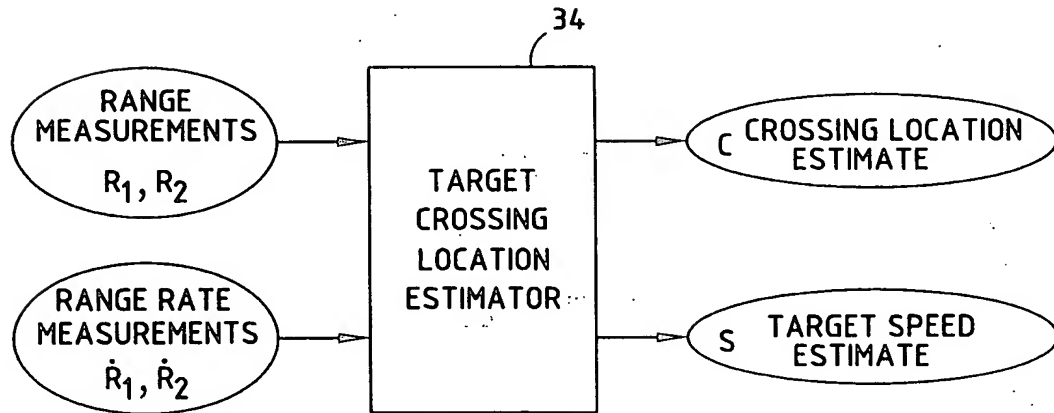 34
RANGE
MEASUREMENTS
R₁, R₂
RANGE RATE
MEASUREMENTS
Ṙ₁, Ṙ₂
TARGET
CROSSING
LOCATION
ESTIMATOR
C CROSSING LOCATION
ESTIMATE
S TARGET SPEED
ESTIMATE